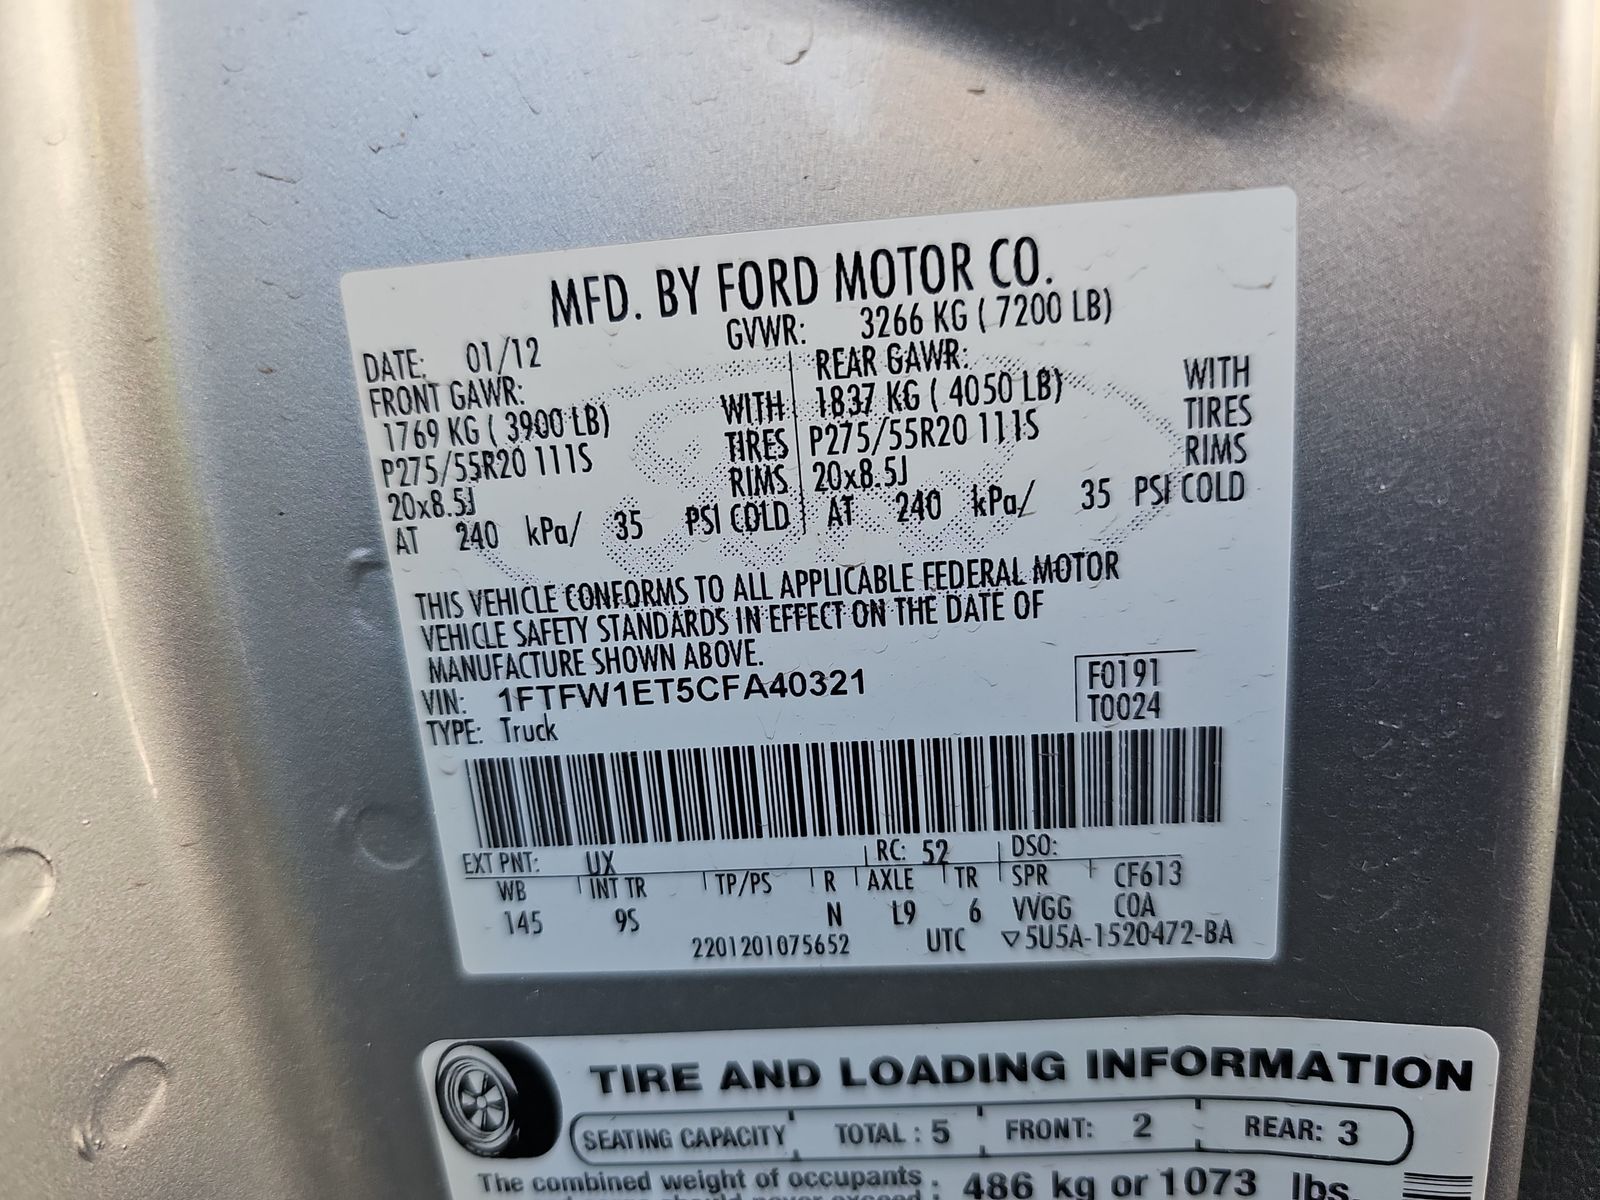 MFD. BY FORD MOTOR CO.
DATE: 01/12
GVWR: 3266 KG ( 7200 LB)
FRONT GAWR:
1769 KG ( 3900 LB) WITH
P275/55R20 111S TIRES
20x8.5J RIMS
AT 240 kPa/ 35 PSI COLD
REAR GAWR:
1837 KG ( 4050 LB) WITH
P275/55R20 111S TIRES
20x8.5J RIMS
AT 240 kPa/ 35 PSI COLD
THIS VEHICLE CONFORMS TO ALL APPLICABLE FEDERAL MOTOR
VEHICLE SAFETY STANDARDS IN EFFECT ON THE DATE OF
MANUFACTURE SHOWN ABOVE.
VIN: 1FTFW1ET5CFA40321
TYPE: Truck
F0191
T0024
EXT PNT: UX RC: 52 DSO:
WB INT TR TP/PS R AXLE TR SPR CF613
145 9S N L9 6 VVGG COA
2201201075652 UTC ▽5U5A-1520472-BA
TIRE AND LOADING INFORMATION
SEATING CAPACITY TOTAL : 5 FRONT: 2 REAR: 3
The combined weight of occupants : 486 kg or 1073 lbs.